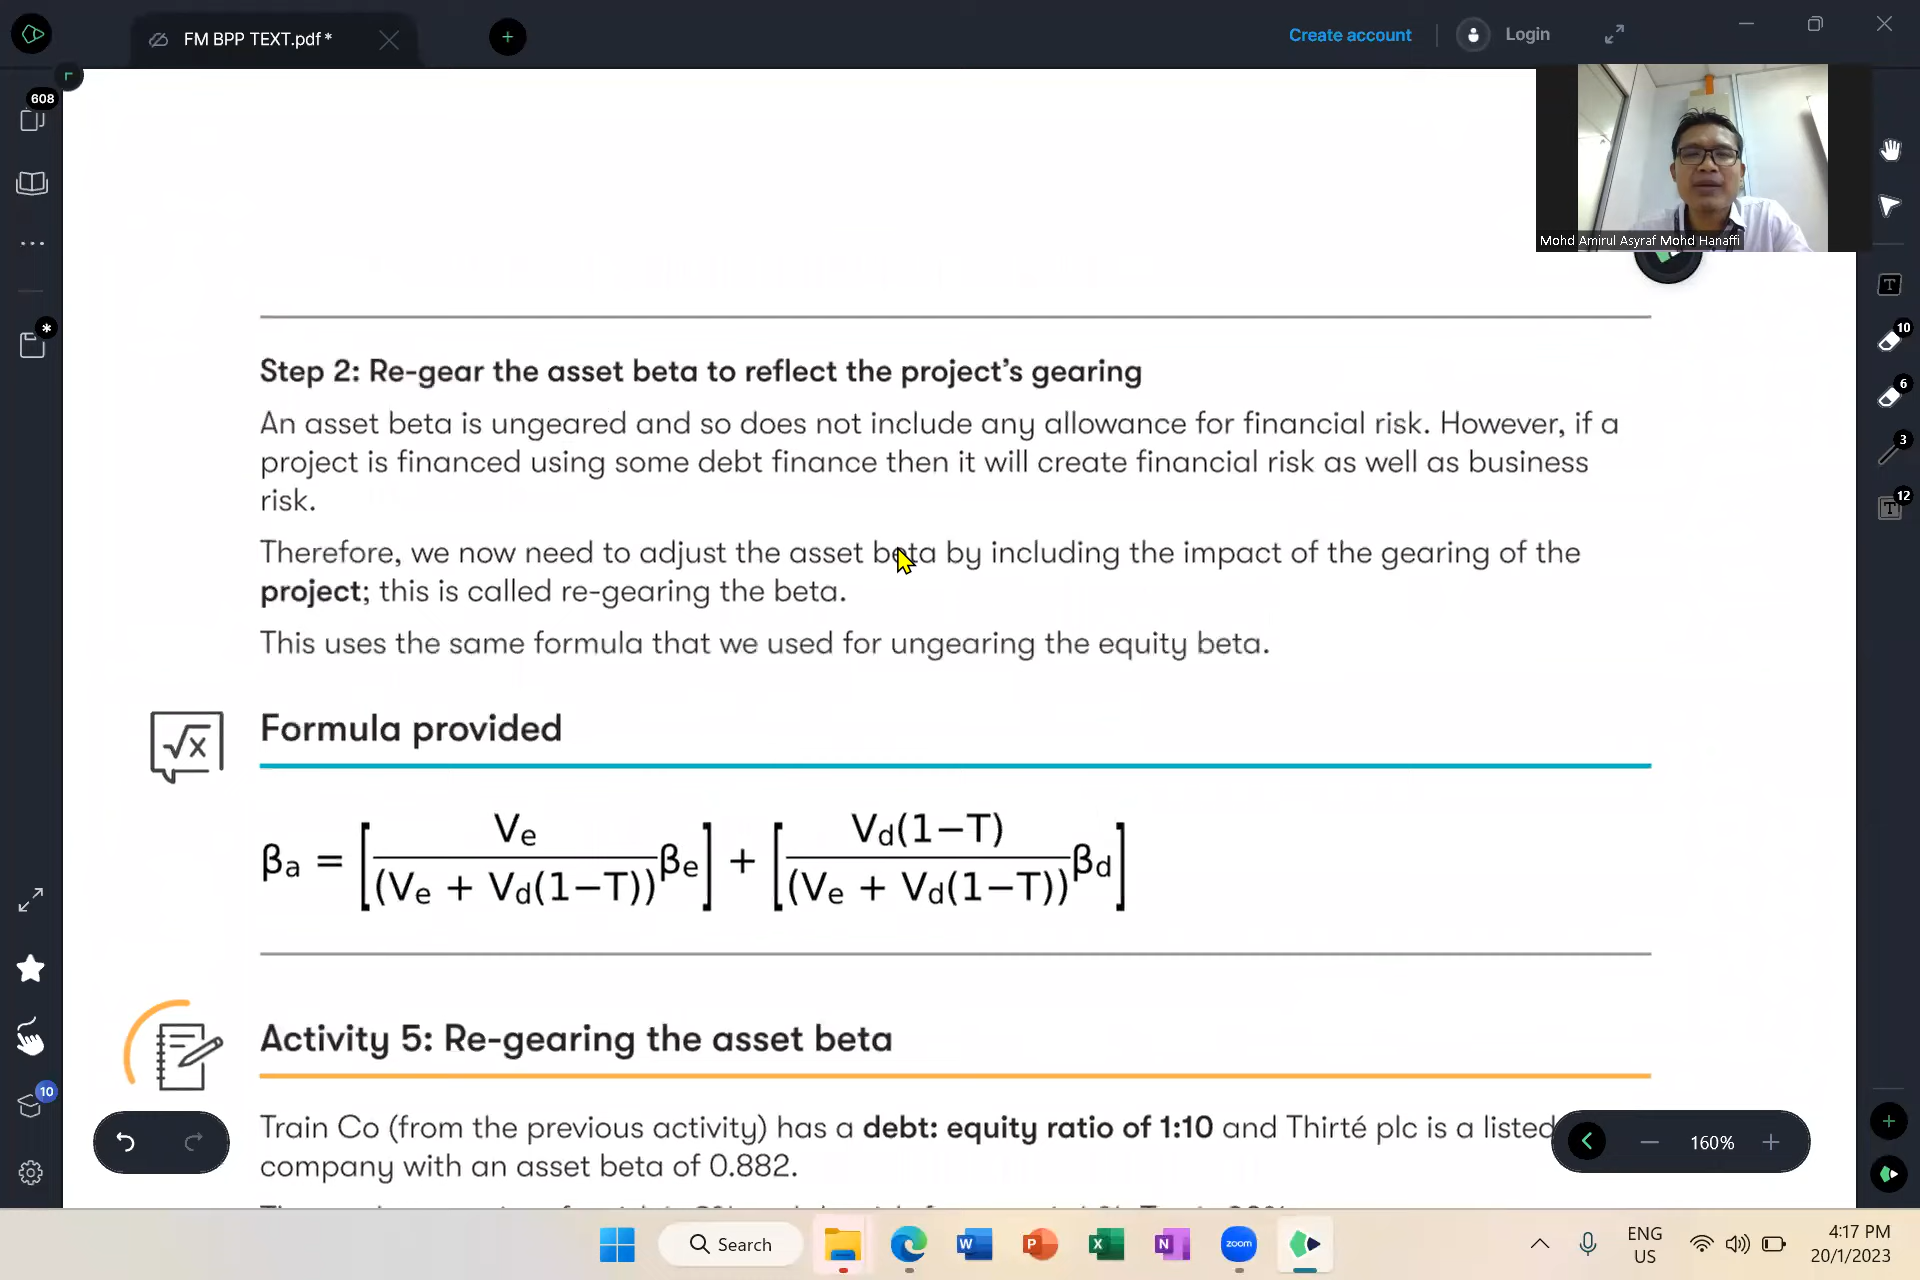 FM BPP TEXT.pdf *
Create account
Login
608
Mohd Amirul Asyraf Mohd Hanaffi
Step 2: Re-gear the asset beta to reflect the project's gearing
An asset beta is ungeared and so does not include any allowance for financial risk. However, if a
project is financed using some debt finance then it will create financial risk as well as business
risk.
Therefore, we now need to adjust the asset beta by including the impact of the gearing of the
project; this is called re-gearing the beta.
This uses the same formula that we used for ungearing the equity beta.
Formula provided
βa = [Ve/(Ve + Vd(1−T)) βe] + [Vd(1−T)/(Ve + Vd(1−T)) βd]
Activity 5: Re-gearing the asset beta
Train Co (from the previous activity) has a debt: equity ratio of 1:10 and Thirté plc is a listed
company with an asset beta of 0.882.
160%
10
T
10
6
3
T
12
Search
W
P
X
N
zoom
ENG
US
4:17 PM
20/1/2023